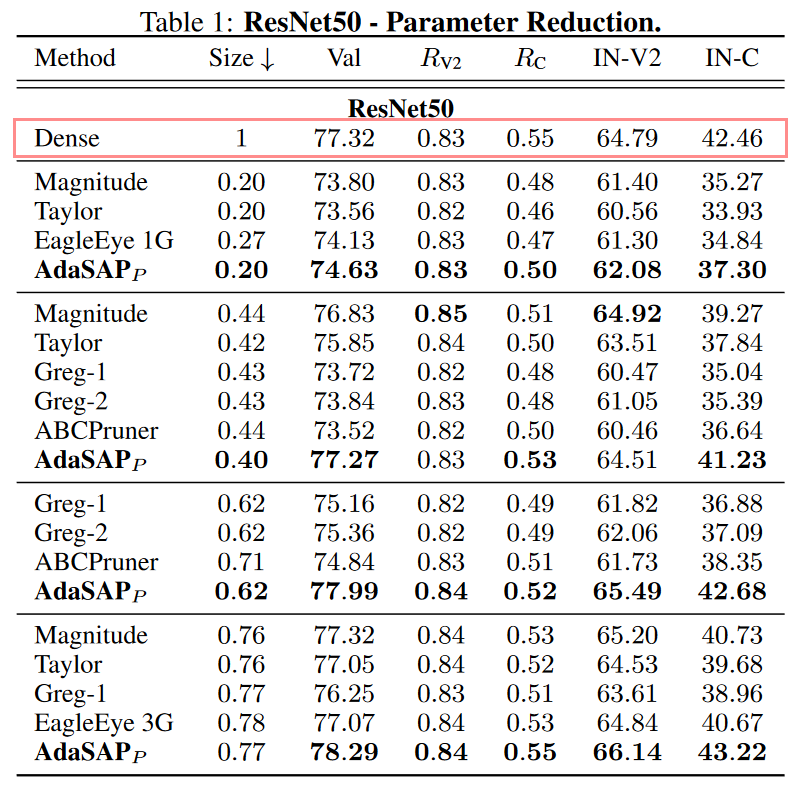 Table 1: ResNet50 - Parameter Reduction.
Method Size ↓ Val R_V2 R_C IN-V2 IN-C
ResNet50
Dense 1 77.32 0.83 0.55 64.79 42.46
Magnitude 0.20 73.80 0.83 0.48 61.40 35.27
Taylor 0.20 73.56 0.82 0.46 60.56 33.93
EagleEye 1G 0.27 74.13 0.83 0.47 61.30 34.84
AdaSAP_P 0.20 74.63 0.83 0.50 62.08 37.30
Magnitude 0.44 76.83 0.85 0.51 64.92 39.27
Taylor 0.42 75.85 0.84 0.50 63.51 37.84
Greg-1 0.43 73.72 0.82 0.48 60.47 35.04
Greg-2 0.43 73.84 0.83 0.48 61.05 35.39
ABCPruner 0.44 73.52 0.82 0.50 60.46 36.64
AdaSAP_P 0.40 77.27 0.83 0.53 64.51 41.23
Greg-1 0.62 75.16 0.82 0.49 61.82 36.88
Greg-2 0.62 75.36 0.82 0.49 62.06 37.09
ABCPruner 0.71 74.84 0.83 0.51 61.73 38.35
AdaSAP_P 0.62 77.99 0.84 0.52 65.49 42.68
Magnitude 0.76 77.32 0.84 0.53 65.20 40.73
Taylor 0.76 77.05 0.84 0.52 64.53 39.68
Greg-1 0.77 76.25 0.83 0.51 63.61 38.96
EagleEye 3G 0.78 77.07 0.84 0.53 64.84 40.67
AdaSAP_P 0.77 78.29 0.84 0.55 66.14 43.22